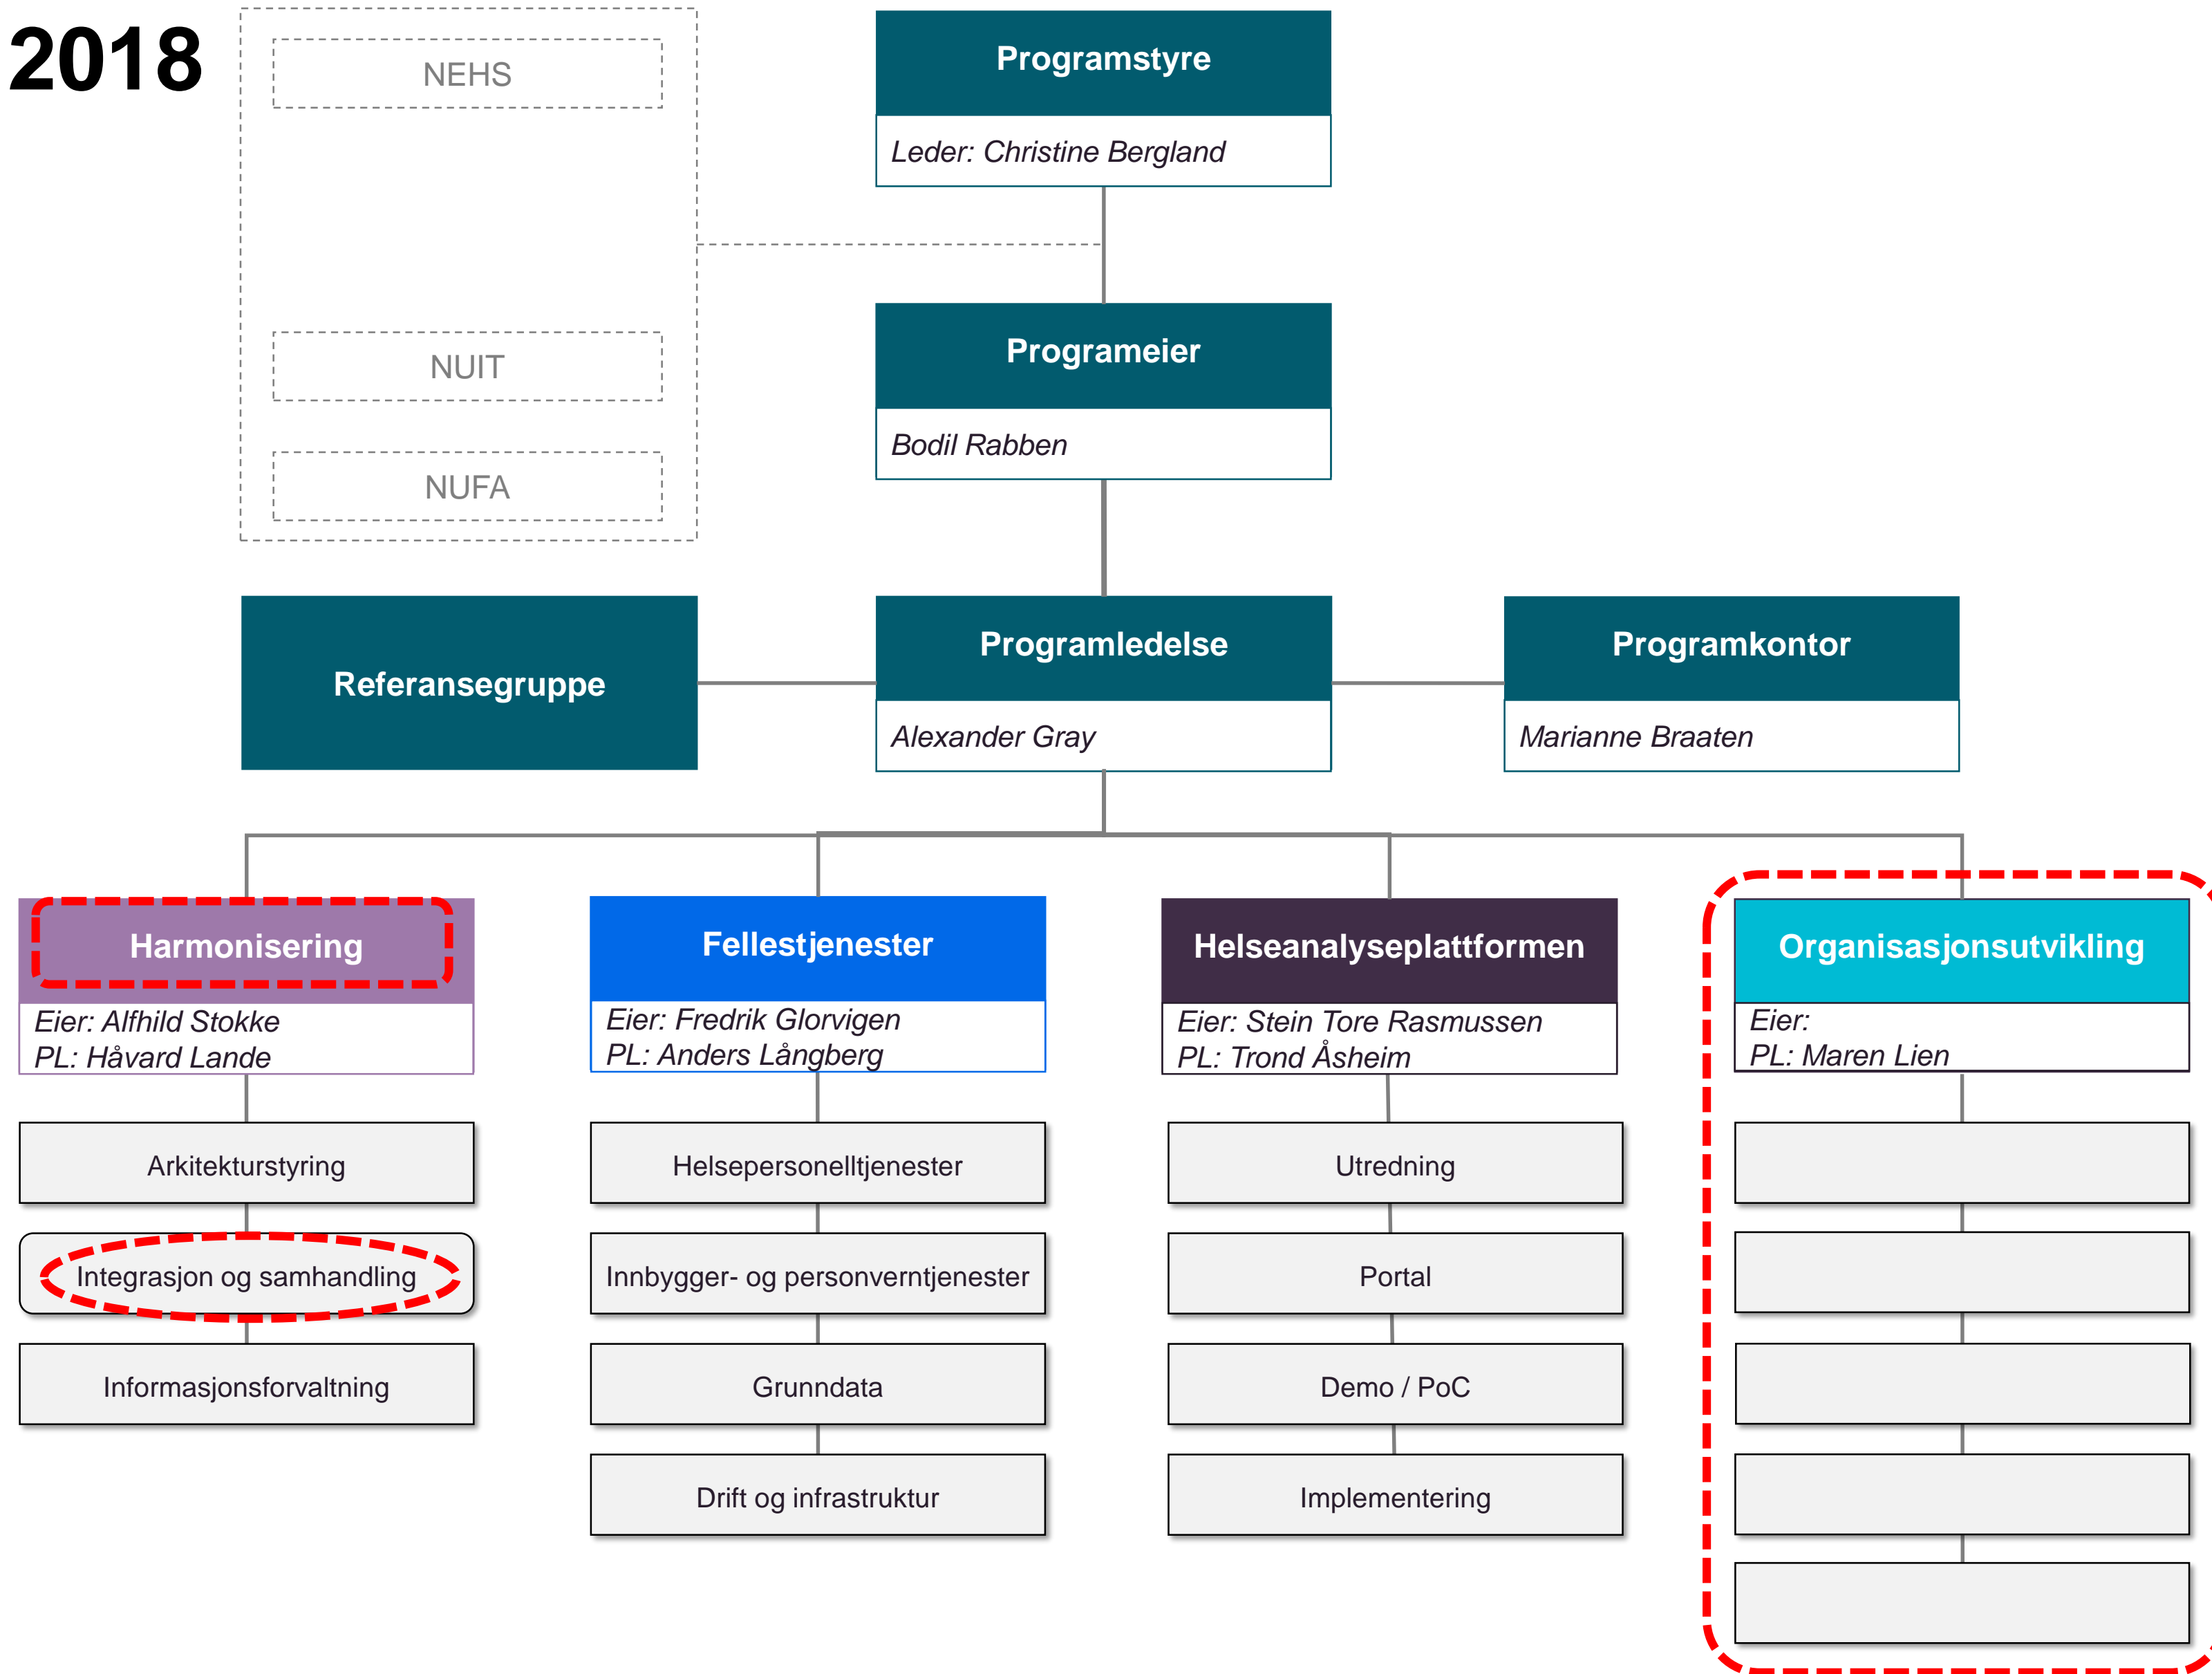 2018
NEHS
NUIT
NUFA
Programstyre
Leder: Christine Bergland
Programeier
Bodil Rabben
Referansegruppe
Programledelse
Alexander Gray
Programkontor
Marianne Braaten
Harmonisering
Eier: Alfhild Stokke
PL: Håvard Lande
Arkitekturstyring
Integrasjon og samhandling
Informasjonsforvaltning
Fellestjenester
Eier: Fredrik Glorvigen
PL: Anders Långberg
Helsepersonelltjenester
Innbygger- og personverntjenester
Grunndata
Drift og infrastruktur
Helseanalyseplattformen
Eier: Stein Tore Rasmussen
PL: Trond Åsheim
Utredning
Portal
Demo / PoC
Implementering
Organisasjonsutvikling
Eier:
PL: Maren Lien